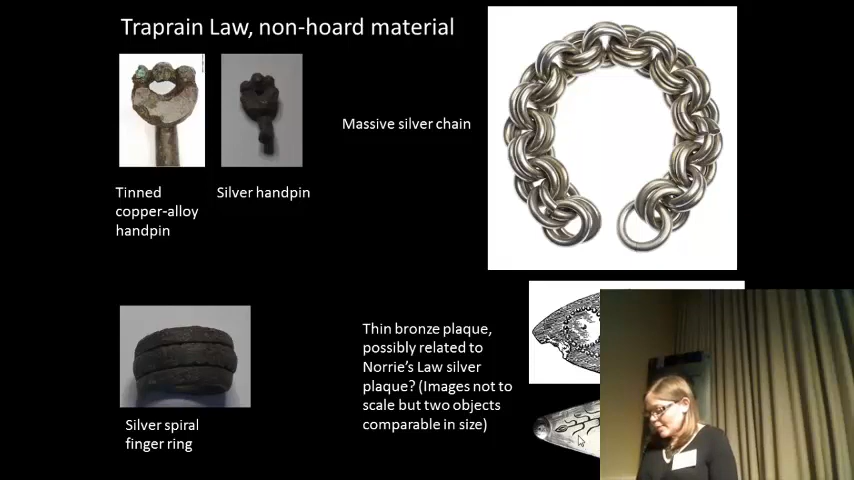 Traprain Law, non-hoard material
Massive silver chain
Tinned
copper-alloy
handpin
Silver handpin
Thin bronze plaque,
possibly related to
Norrie's Law silver
plaque? (Images not to
scale but two objects
comparable in size)
Silver spiral
finger ring